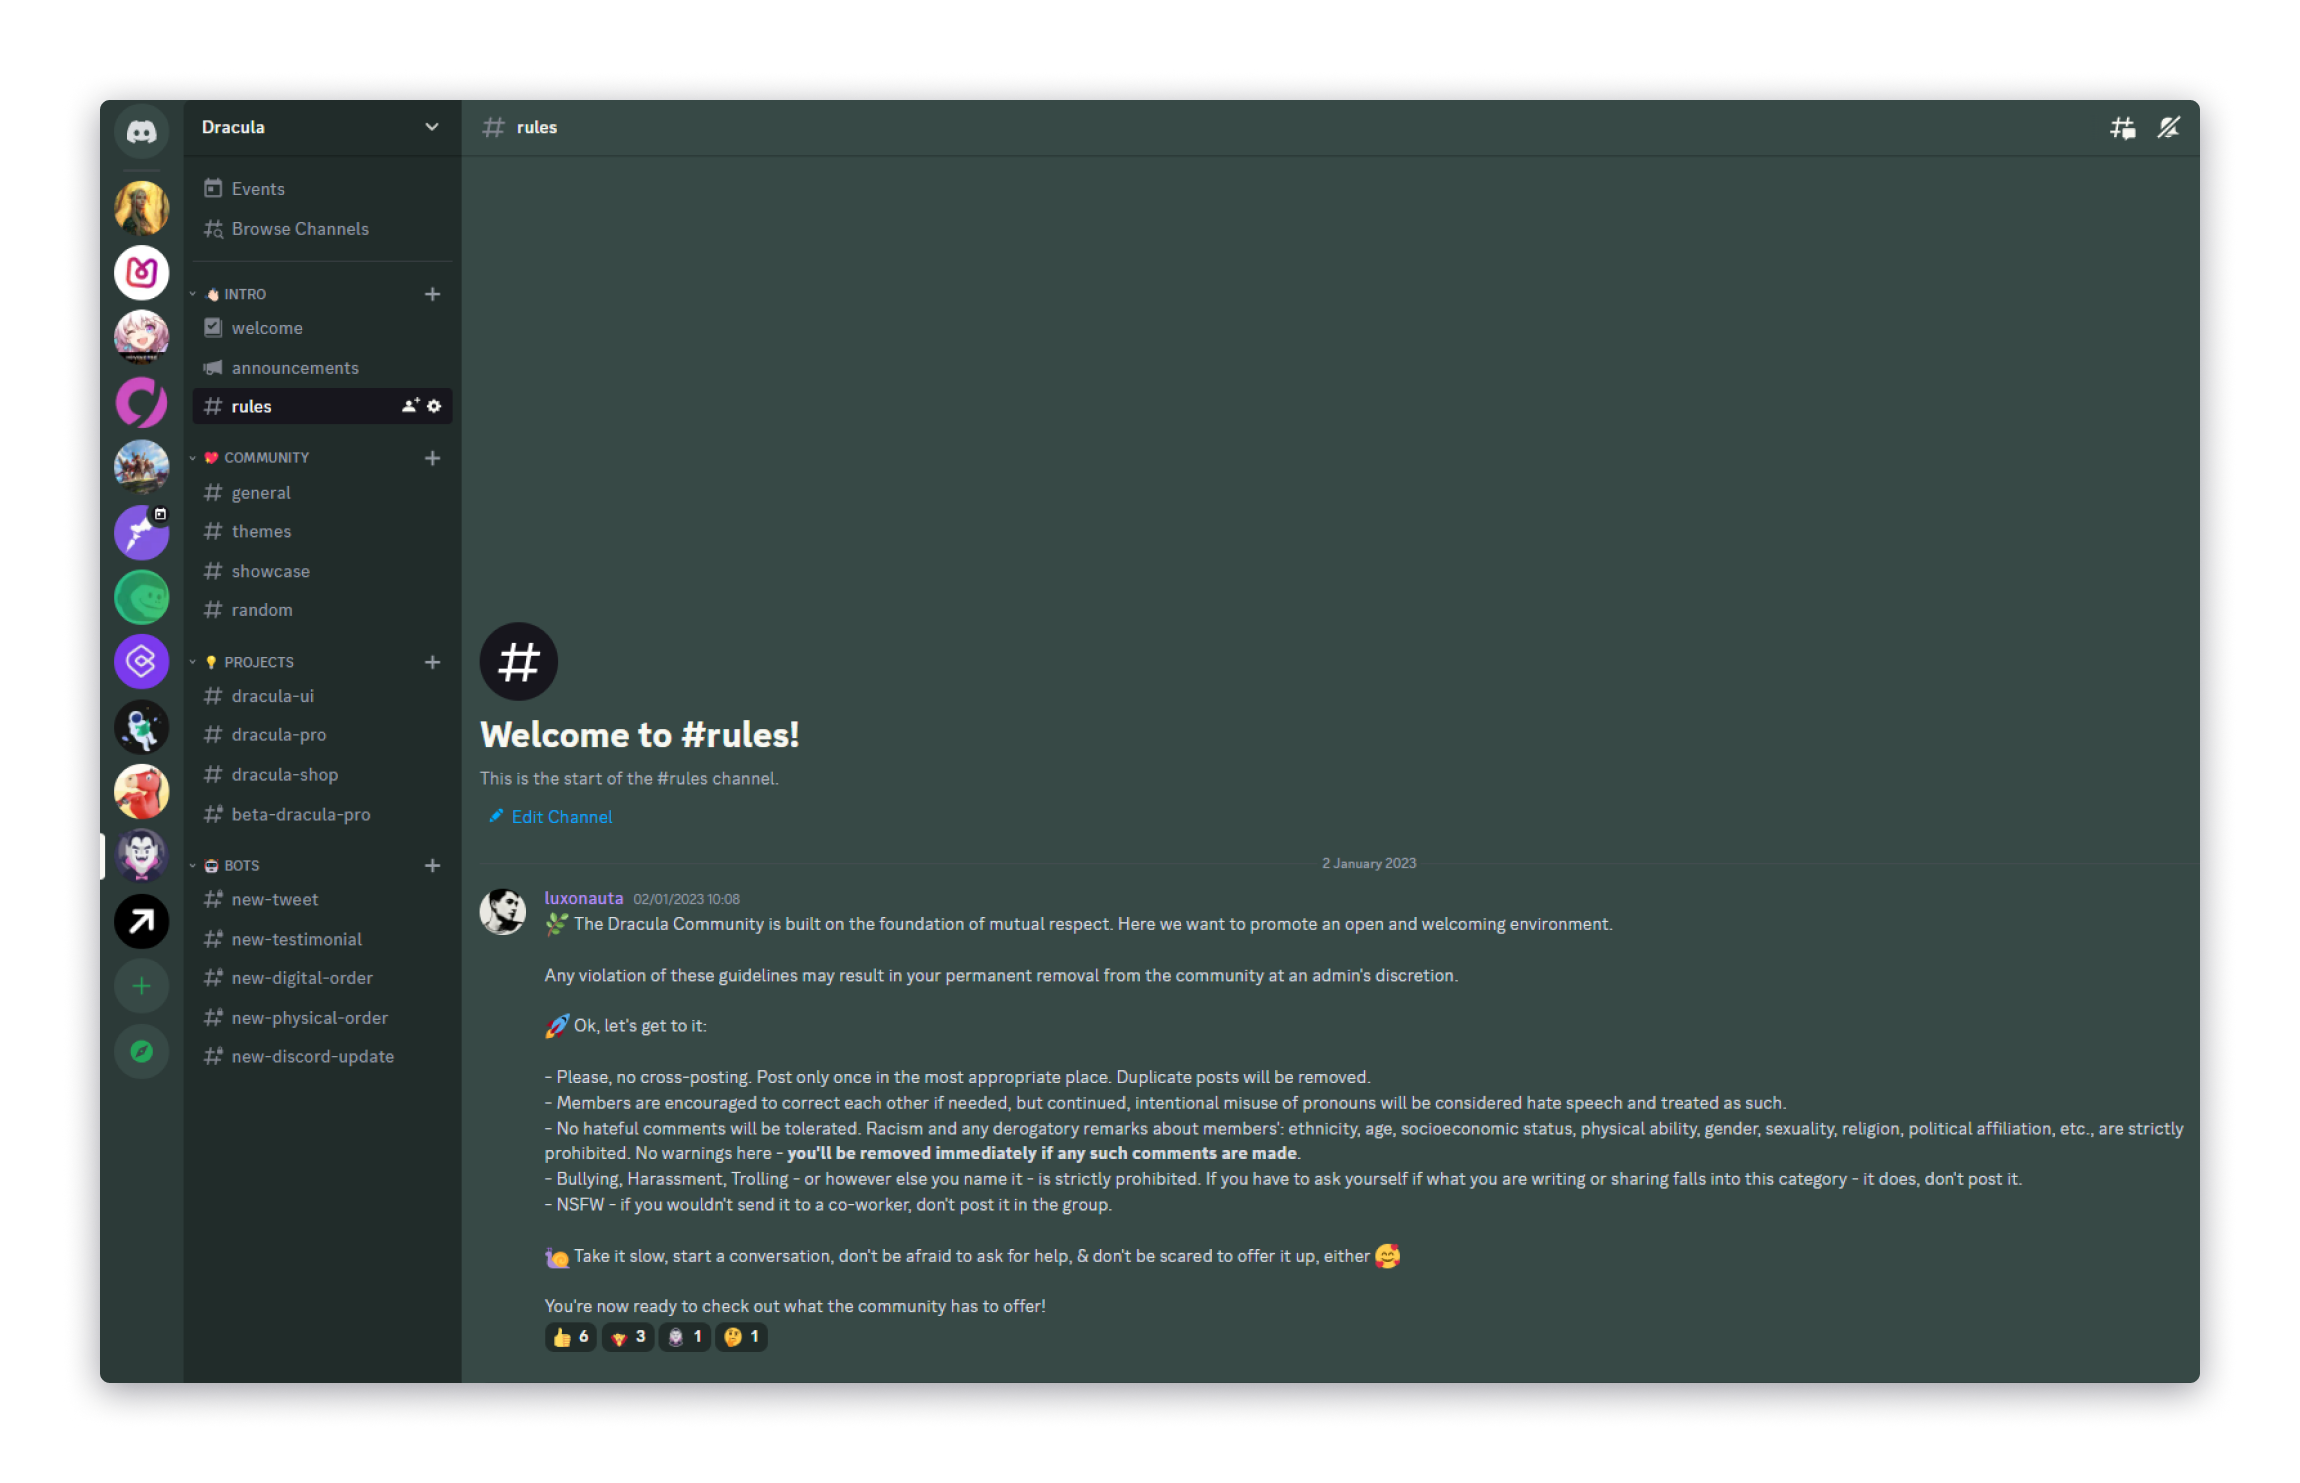 Dracula
Events
Browse Channels
INTRO
welcome
announcements
rules
COMMUNITY
general
themes
showcase
random
PROJECTS
dracula-ui
dracula-pro
dracula-shop
beta-dracula-pro
BOTS
new-tweet
new-testimonial
new-digital-order
new-physical-order
new-discord-update
rules
Welcome to #rules!
This is the start of the #rules channel.
Edit Channel
2 January 2023
luxonauta 02/01/2023 10:08
🌿 The Dracula Community is built on the foundation of mutual respect. Here we want to promote an open and welcoming environment.
Any violation of these guidelines may result in your permanent removal from the community at an admin's discretion.
🚀 Ok, let's get to it:
- Please, no cross-posting. Post only once in the most appropriate place. Duplicate posts will be removed.
- Members are encouraged to correct each other if needed, but continued, intentional misuse of pronouns will be considered hate speech and treated as such.
- No hateful comments will be tolerated. Racism and any derogatory remarks about members': ethnicity, age, socioeconomic status, physical ability, gender, sexuality, religion, political affiliation, etc., are strictly
prohibited. No warnings here - you'll be removed immediately if any such comments are made.
- Bullying, Harassment, Trolling - or however else you name it - is strictly prohibited. If you have to ask yourself if what you are writing or sharing falls into this category - it does, don't post it.
- NSFW - if you wouldn't send it to a co-worker, don't post it in the group.
🐌 Take it slow, start a conversation, don't be afraid to ask for help, & don't be scared to offer it up, either 🥰
You're now ready to check out what the community has to offer!
👍 6 3 1 🤔 1